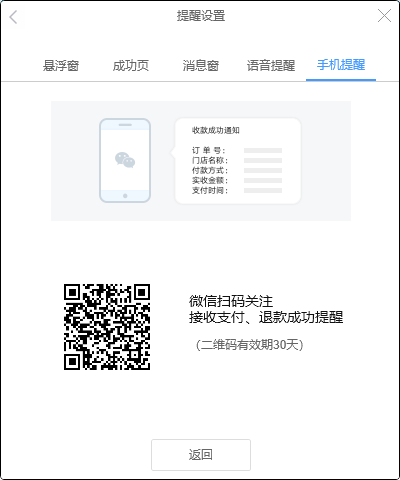 提醒设置
悬浮窗 成功页 消息窗 语音提醒 手机提醒
收款成功通知
订 单 号：
门店名称：
付款方式：
实收金额：
支付时间：
微信扫码关注
接收支付、退款成功提醒
（二维码有效期30天）
返回